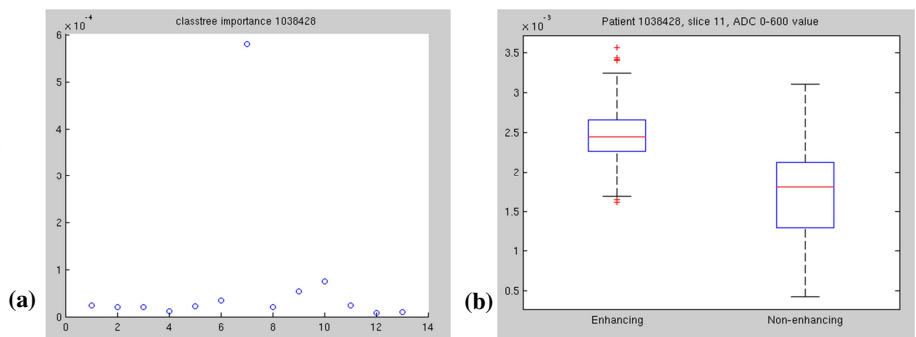 classtree importance 1038428
×10⁻⁴
6
5
4
3
2
1
0
0 2 4 6 8 10 12 14
(a)
Patient 1038428, slice 11, ADC 0-600 value
×10⁻³
3.5
3
2.5
2
1.5
1
0.5
Enhancing Non-enhancing
(b)